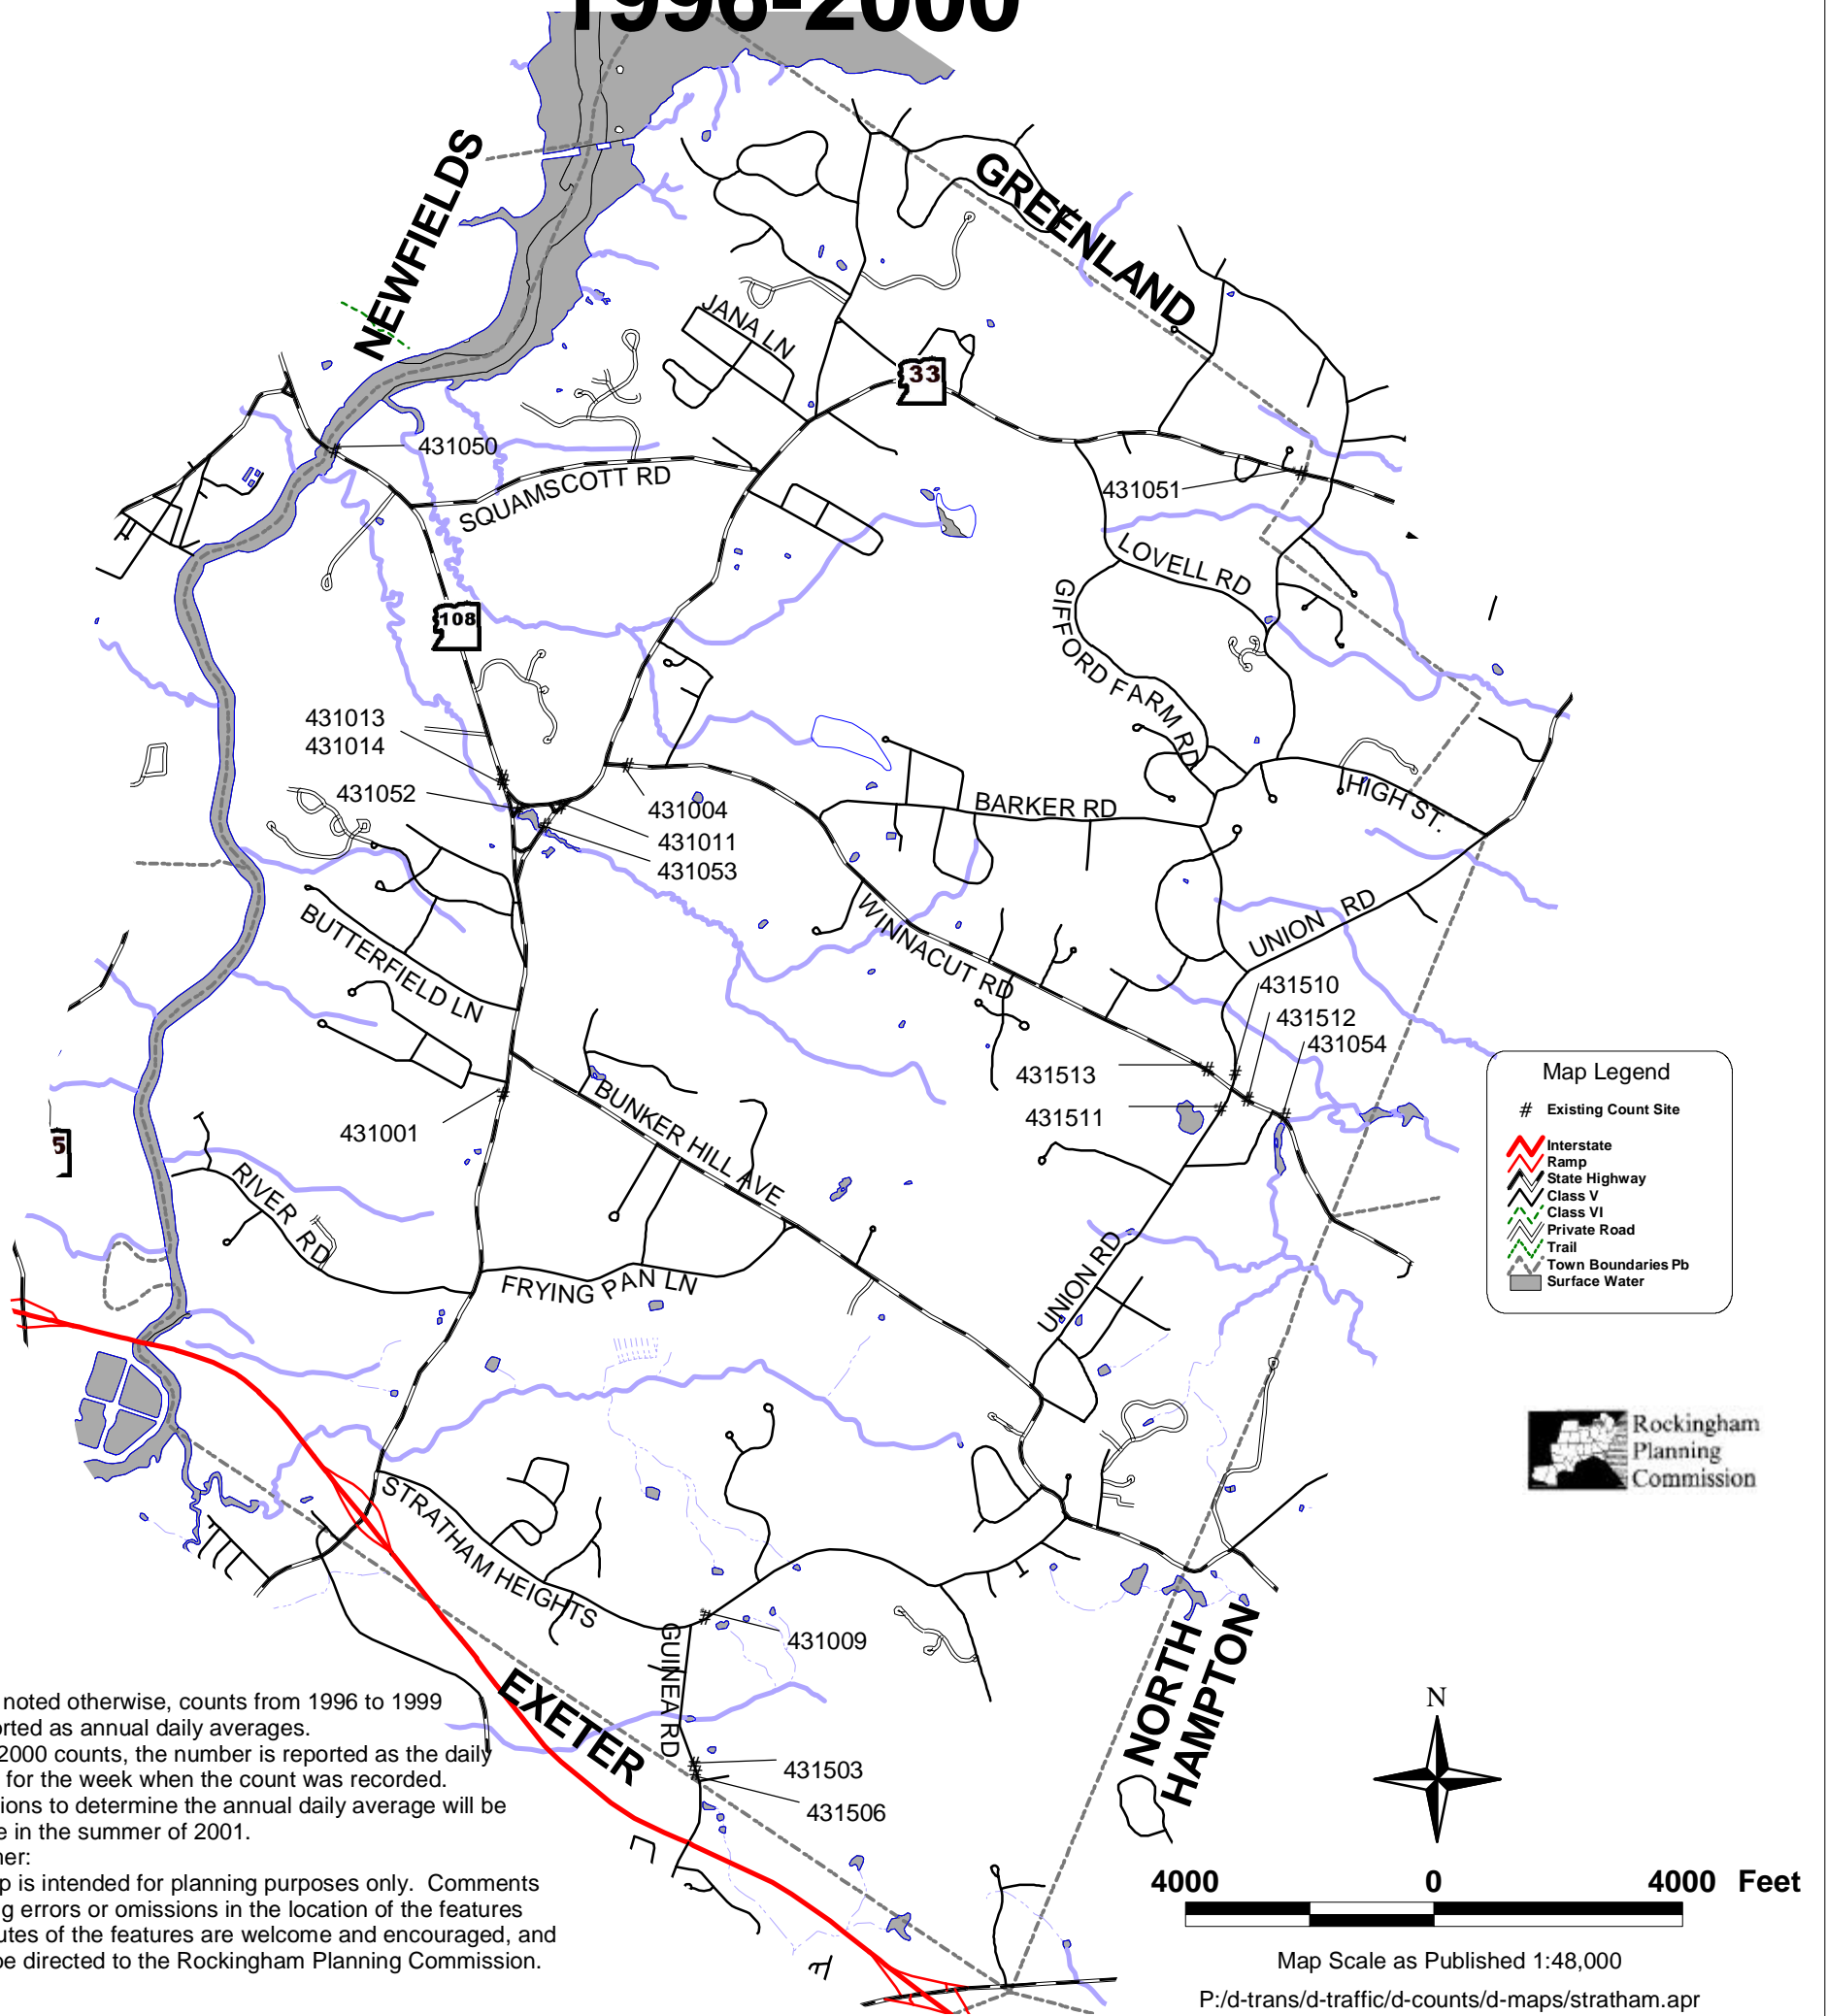 1996-2000
NEWFIELDS
GREENLAND
JANA LN
33
431050
SQUAMSCOTT RD
431051
LOVELL RD
GIFFORD FARM RD
108
431013
431014
431052
431004
431011
431053
BARKER RD
HIGH ST.
BUTTERFIELD LN
WINNACUT RD
UNION RD
431510
431512
431054
431513
431511
431001
BUNKER HILL AVE
5
RIVER RD
FRYING PAN LN
UNION RD
STRATHAM HEIGHTS
431009
GUINEA RD
EXETER
431503
431506
NORTH
HAMPTON
Map Legend
# Existing Count Site
Interstate
Ramp
State Highway
Class V
Class VI
Private Road
Trail
Town Boundaries Pb
Surface Water
Rockingham
Planning
Commission
noted otherwise, counts from 1996 to 1999
rted as annual daily averages.
2000 counts, the number is reported as the daily
for the week when the count was recorded.
ions to determine the annual daily average will be
e in the summer of 2001.
ner:
p is intended for planning purposes only. Comments
g errors or omissions in the location of the features
utes of the features are welcome and encouraged, and
be directed to the Rockingham Planning Commission.
N
4000 0 4000 Feet
Map Scale as Published 1:48,000
P:/d-trans/d-traffic/d-counts/d-maps/stratham.apr